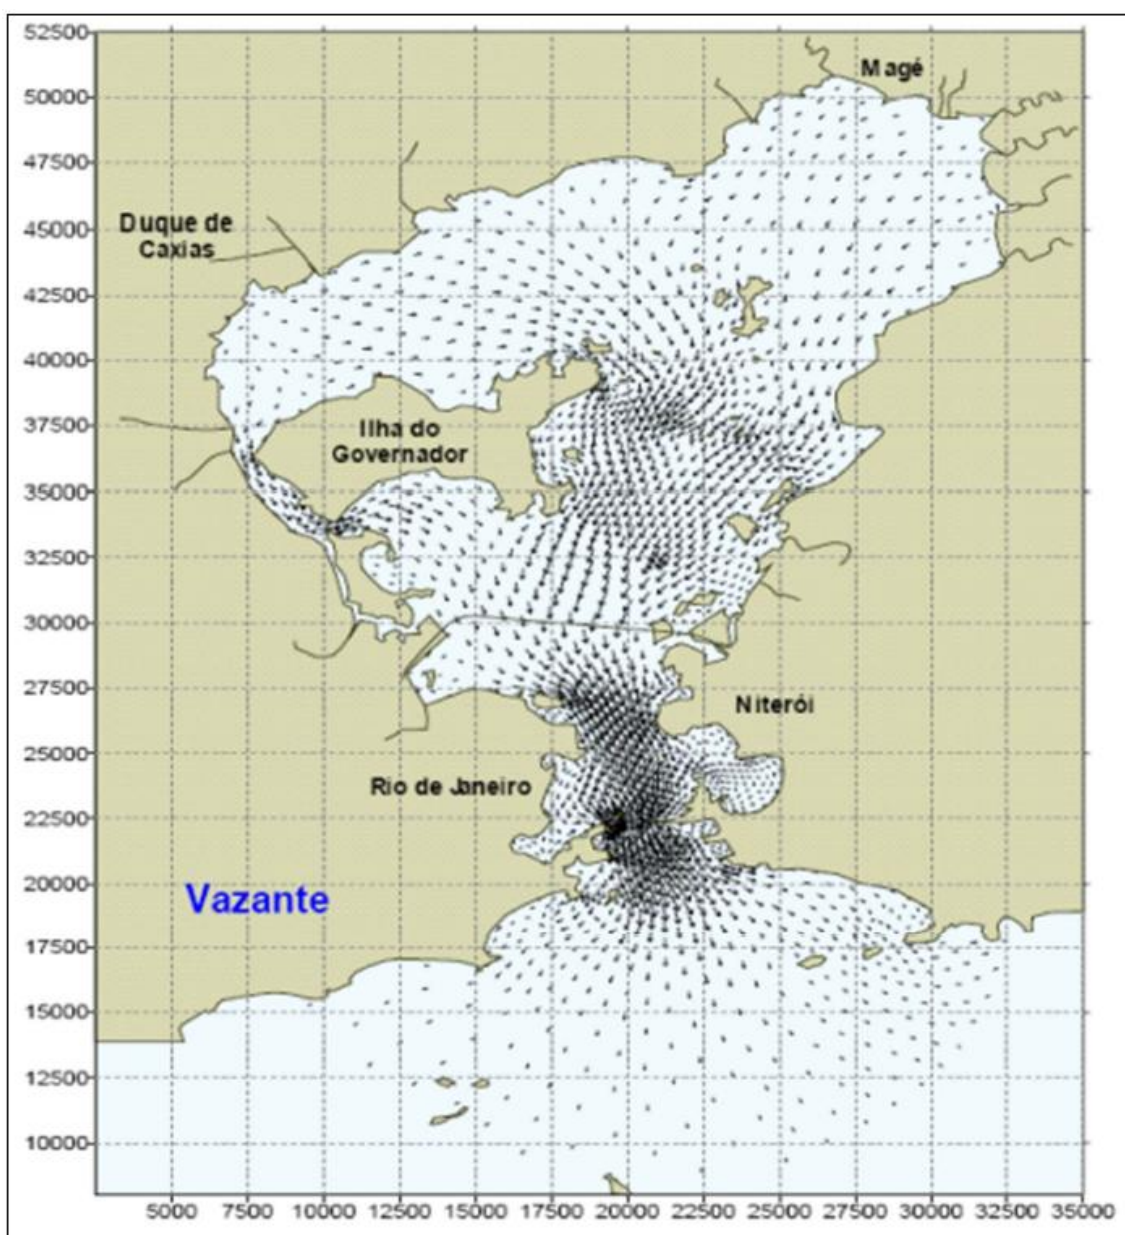 52500
Magé
50000
47500
Duque de
Caxias
45000
42500
40000
37500
Ilha do
Governador
35000
32500
30000
27500
Niterói
25000
Rio de Janeiro
22500
20000
Vazante
17500
15000
12500
10000
5000 7500 10000 12500 15000 17500 20000 22500 25000 27500 30000 32500 35000